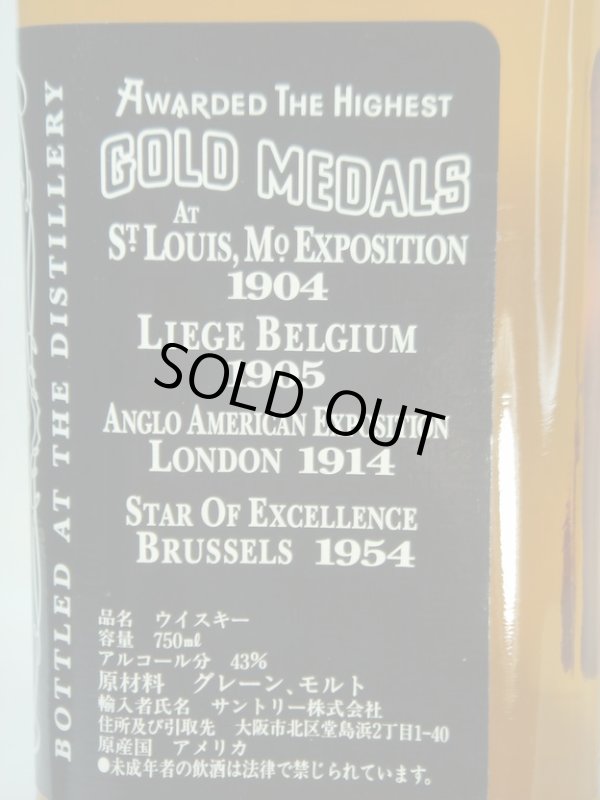 AWARDED THE HIGHEST
GOLD MEDALS
AT
ST. LOUIS, MO EXPOSITION
1904
LIEGE BELGIUM
1905
SOLD OUT
ANGLO AMERICAN EXPOSITION
LONDON 1914
STAR OF EXCELLENCE
BRUSSELS 1954
BOTTLED AT THE DISTILLERY
品名 ウイスキー
容量 750ml
アルコール分 43%
原材料 グレーン、モルト
輸入者氏名 サントリー株式会社
住所及び引取先 大阪市北区堂島浜2丁目1-40
原産国 アメリカ
●未成年者の飲酒は法律で禁じられています。